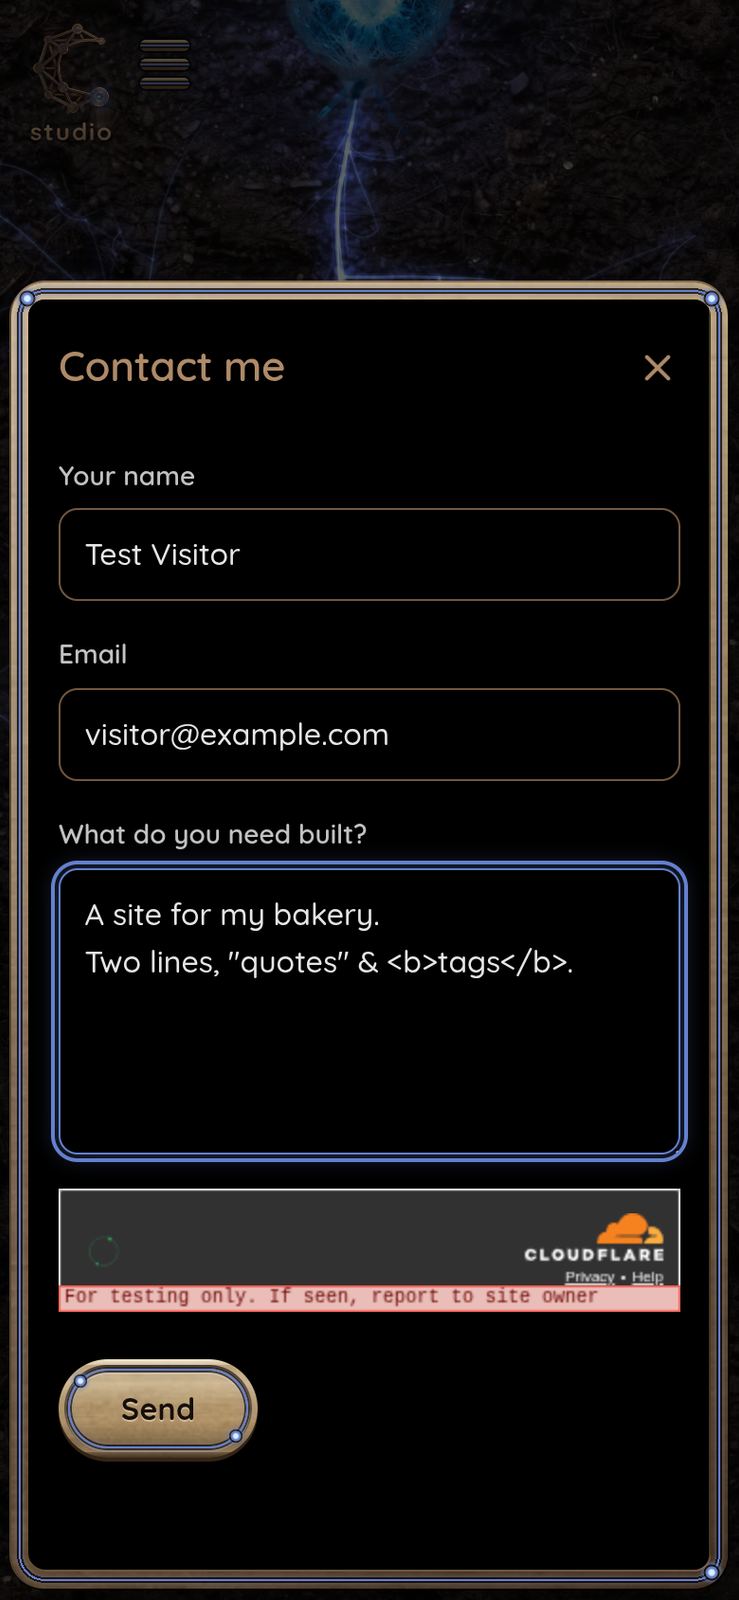 studio
Contact me
Your name
Test Visitor
Email
visitor@example.com
What do you need built?
A site for my bakery.
Two lines, "quotes" & <b>tags</b>.
CLOUDFLARE
Privacy • Help
For testing only. If seen, report to site owner
Send